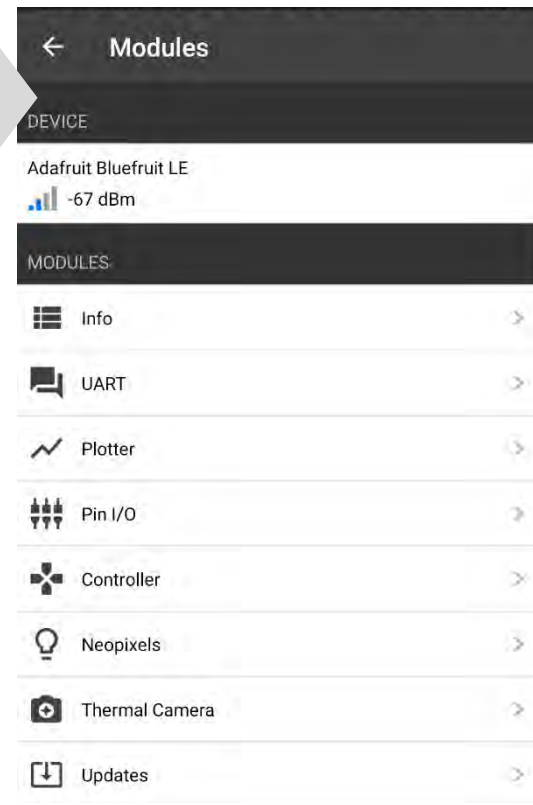 Modules
DEVICE
Adafruit Bluefruit LE
-67 dBm
MODULES
Info
UART
Plotter
Pin I/O
Controller
Neopixels
Thermal Camera
Updates